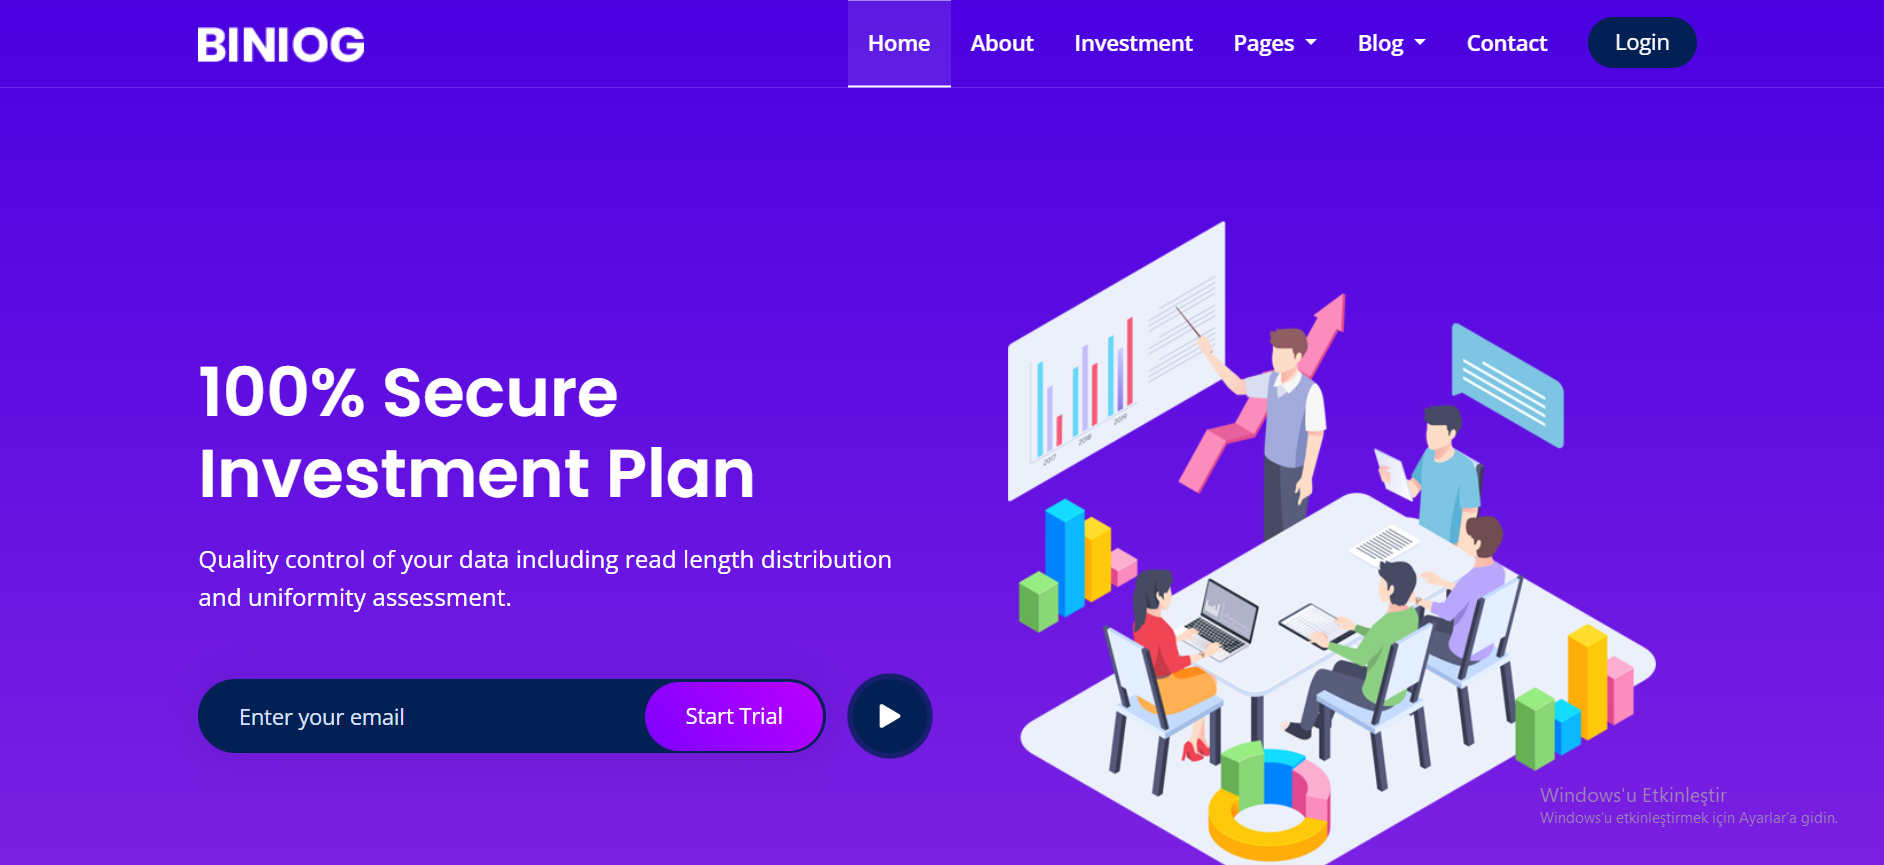 BINIOG
Home About Investment Pages Blog Contact Login
100% Secure
Investment Plan
Quality control of your data including read length distribution
and uniformity assessment.
Enter your email Start Trial
2017
2018
2019
Windows'u Etkinleştir
Windows'u etkinleştirmek için Ayarlar'a gidin.